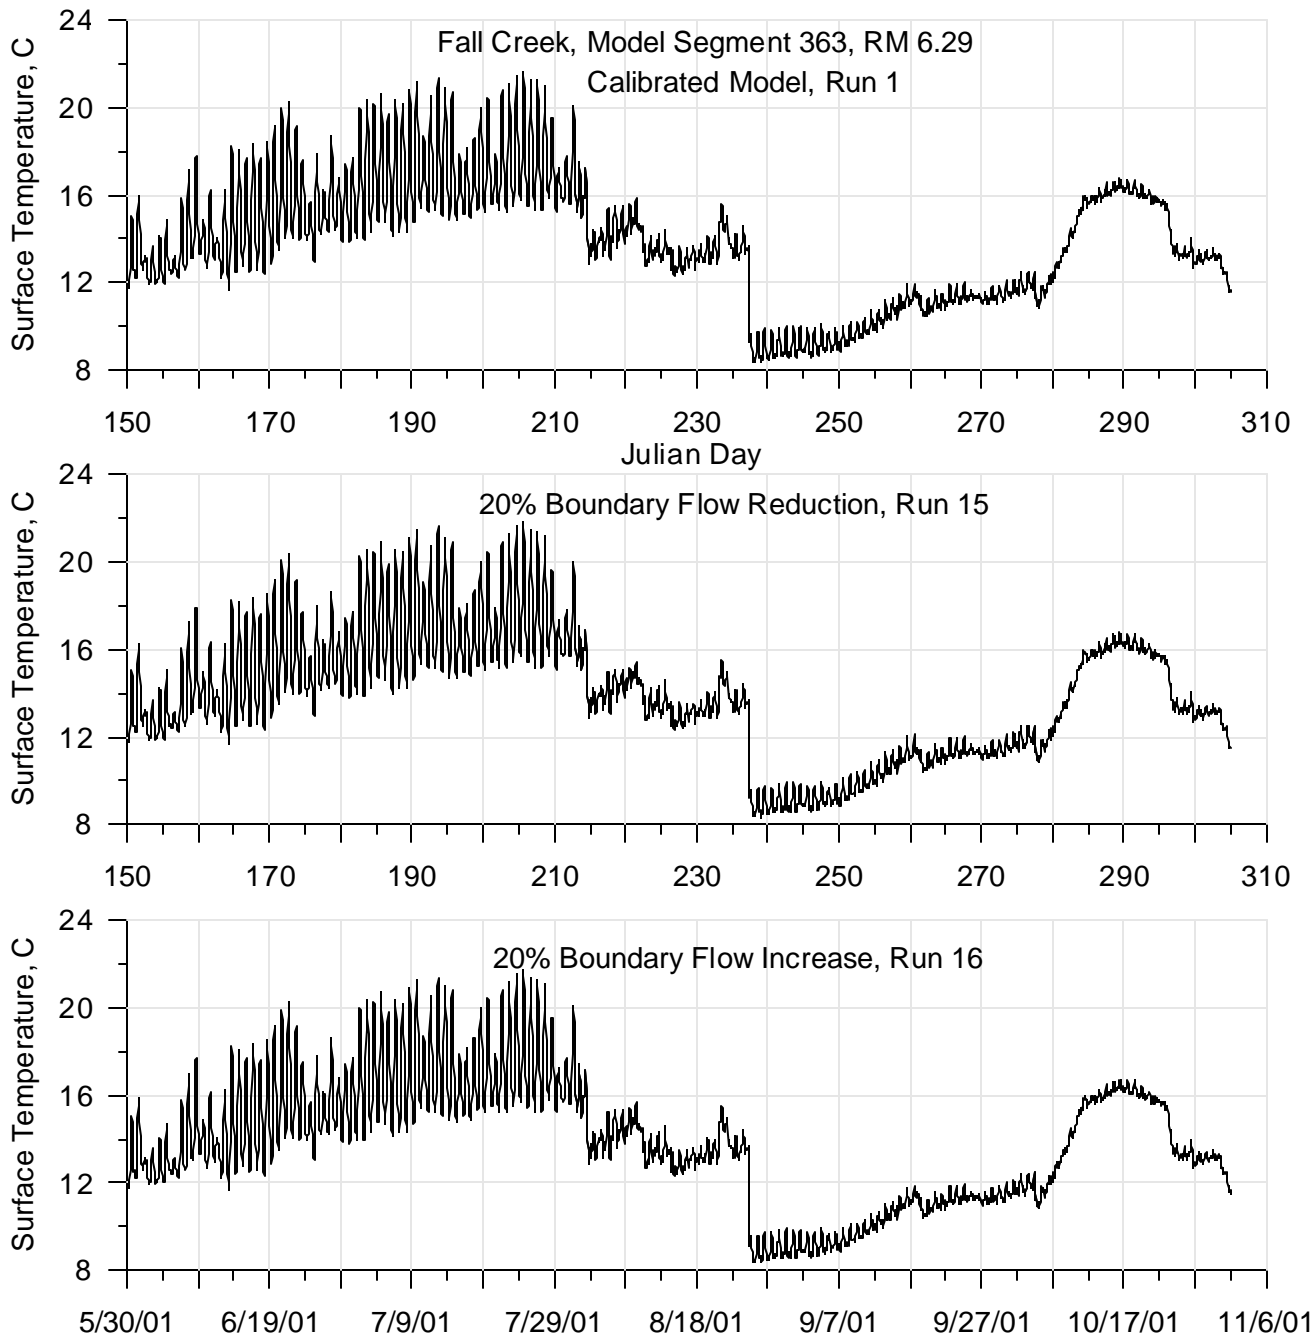 24
Fall Creek, Model Segment 363, RM 6.29
Calibrated Model, Run 1
20
16
12
8
Surface Temperature, C
150 170 190 210 230 250 270 290 310
Julian Day
24
20% Boundary Flow Reduction, Run 15
20
16
12
8
Surface Temperature, C
150 170 190 210 230 250 270 290 310
24
20% Boundary Flow Increase, Run 16
20
16
12
8
Surface Temperature, C
5/30/01 6/19/01 7/9/01 7/29/01 8/18/01 9/7/01 9/27/01 10/17/01 11/6/01